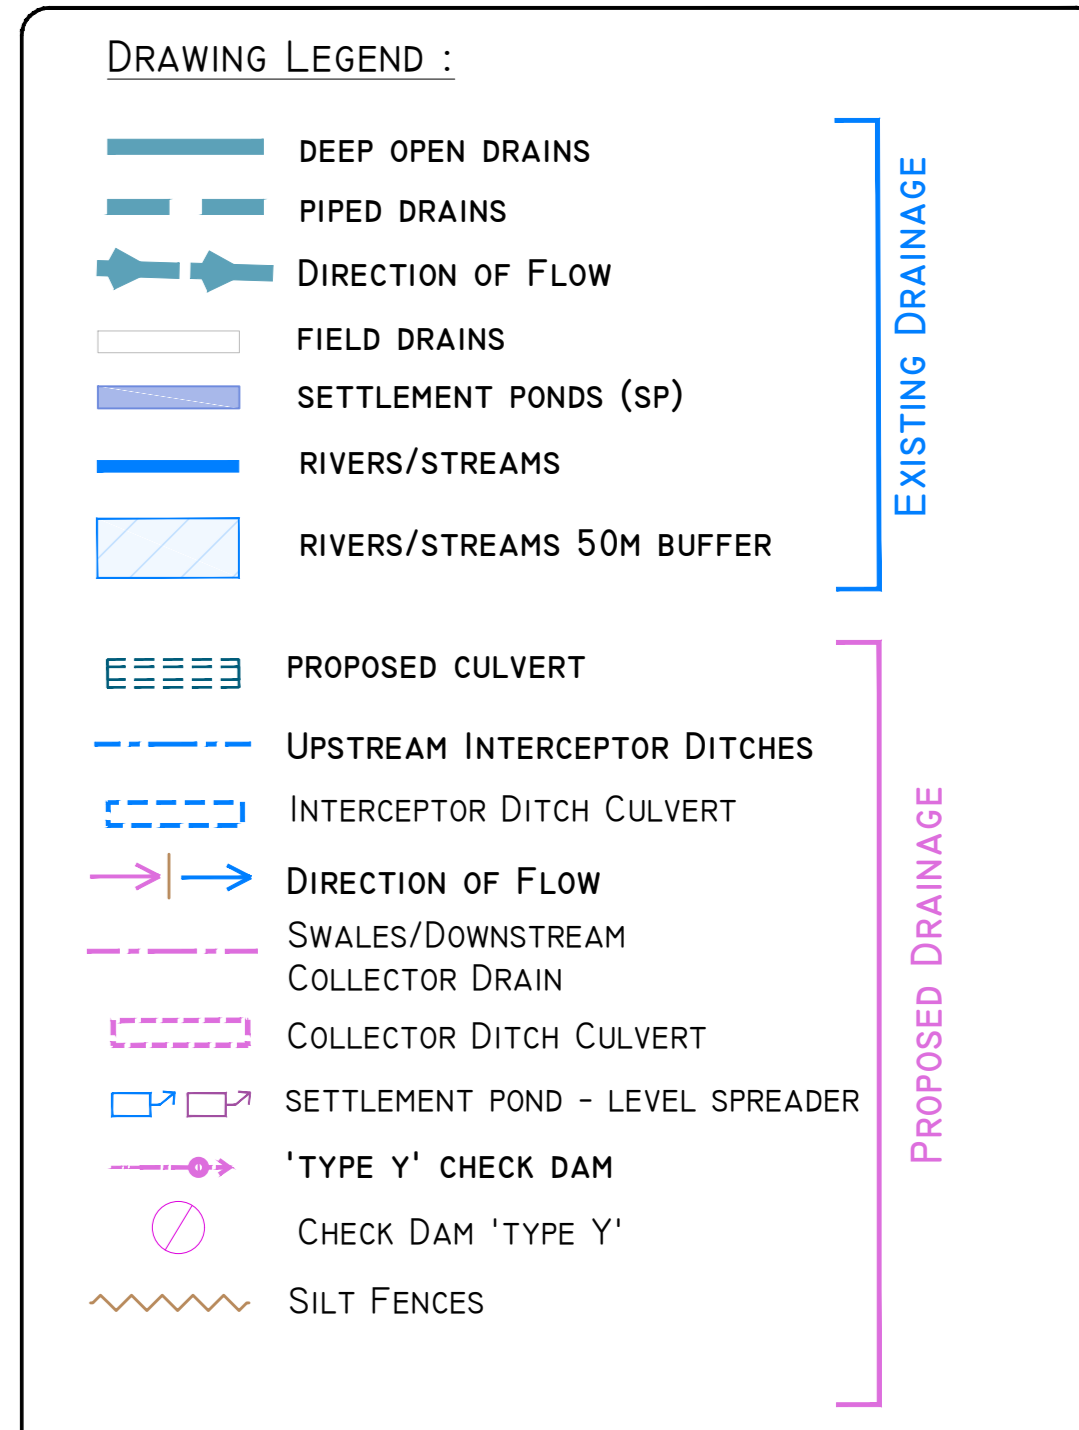 DRAWING LEGEND :
DEEP OPEN DRAINS
PIPED DRAINS
DIRECTION OF FLOW
FIELD DRAINS
SETTLEMENT PONDS (SP)
RIVERS/STREAMS
RIVERS/STREAMS 50M BUFFER
EXISTING DRAINAGE
PROPOSED CULVERT
UPSTREAM INTERCEPTOR DITCHES
INTERCEPTOR DITCH CULVERT
DIRECTION OF FLOW
SWALES/DOWNSTREAM
COLLECTOR DRAIN
COLLECTOR DITCH CULVERT
SETTLEMENT POND - LEVEL SPREADER
'TYPE Y' CHECK DAM
CHECK DAM 'TYPE Y'
SILT FENCES
PROPOSED DRAINAGE